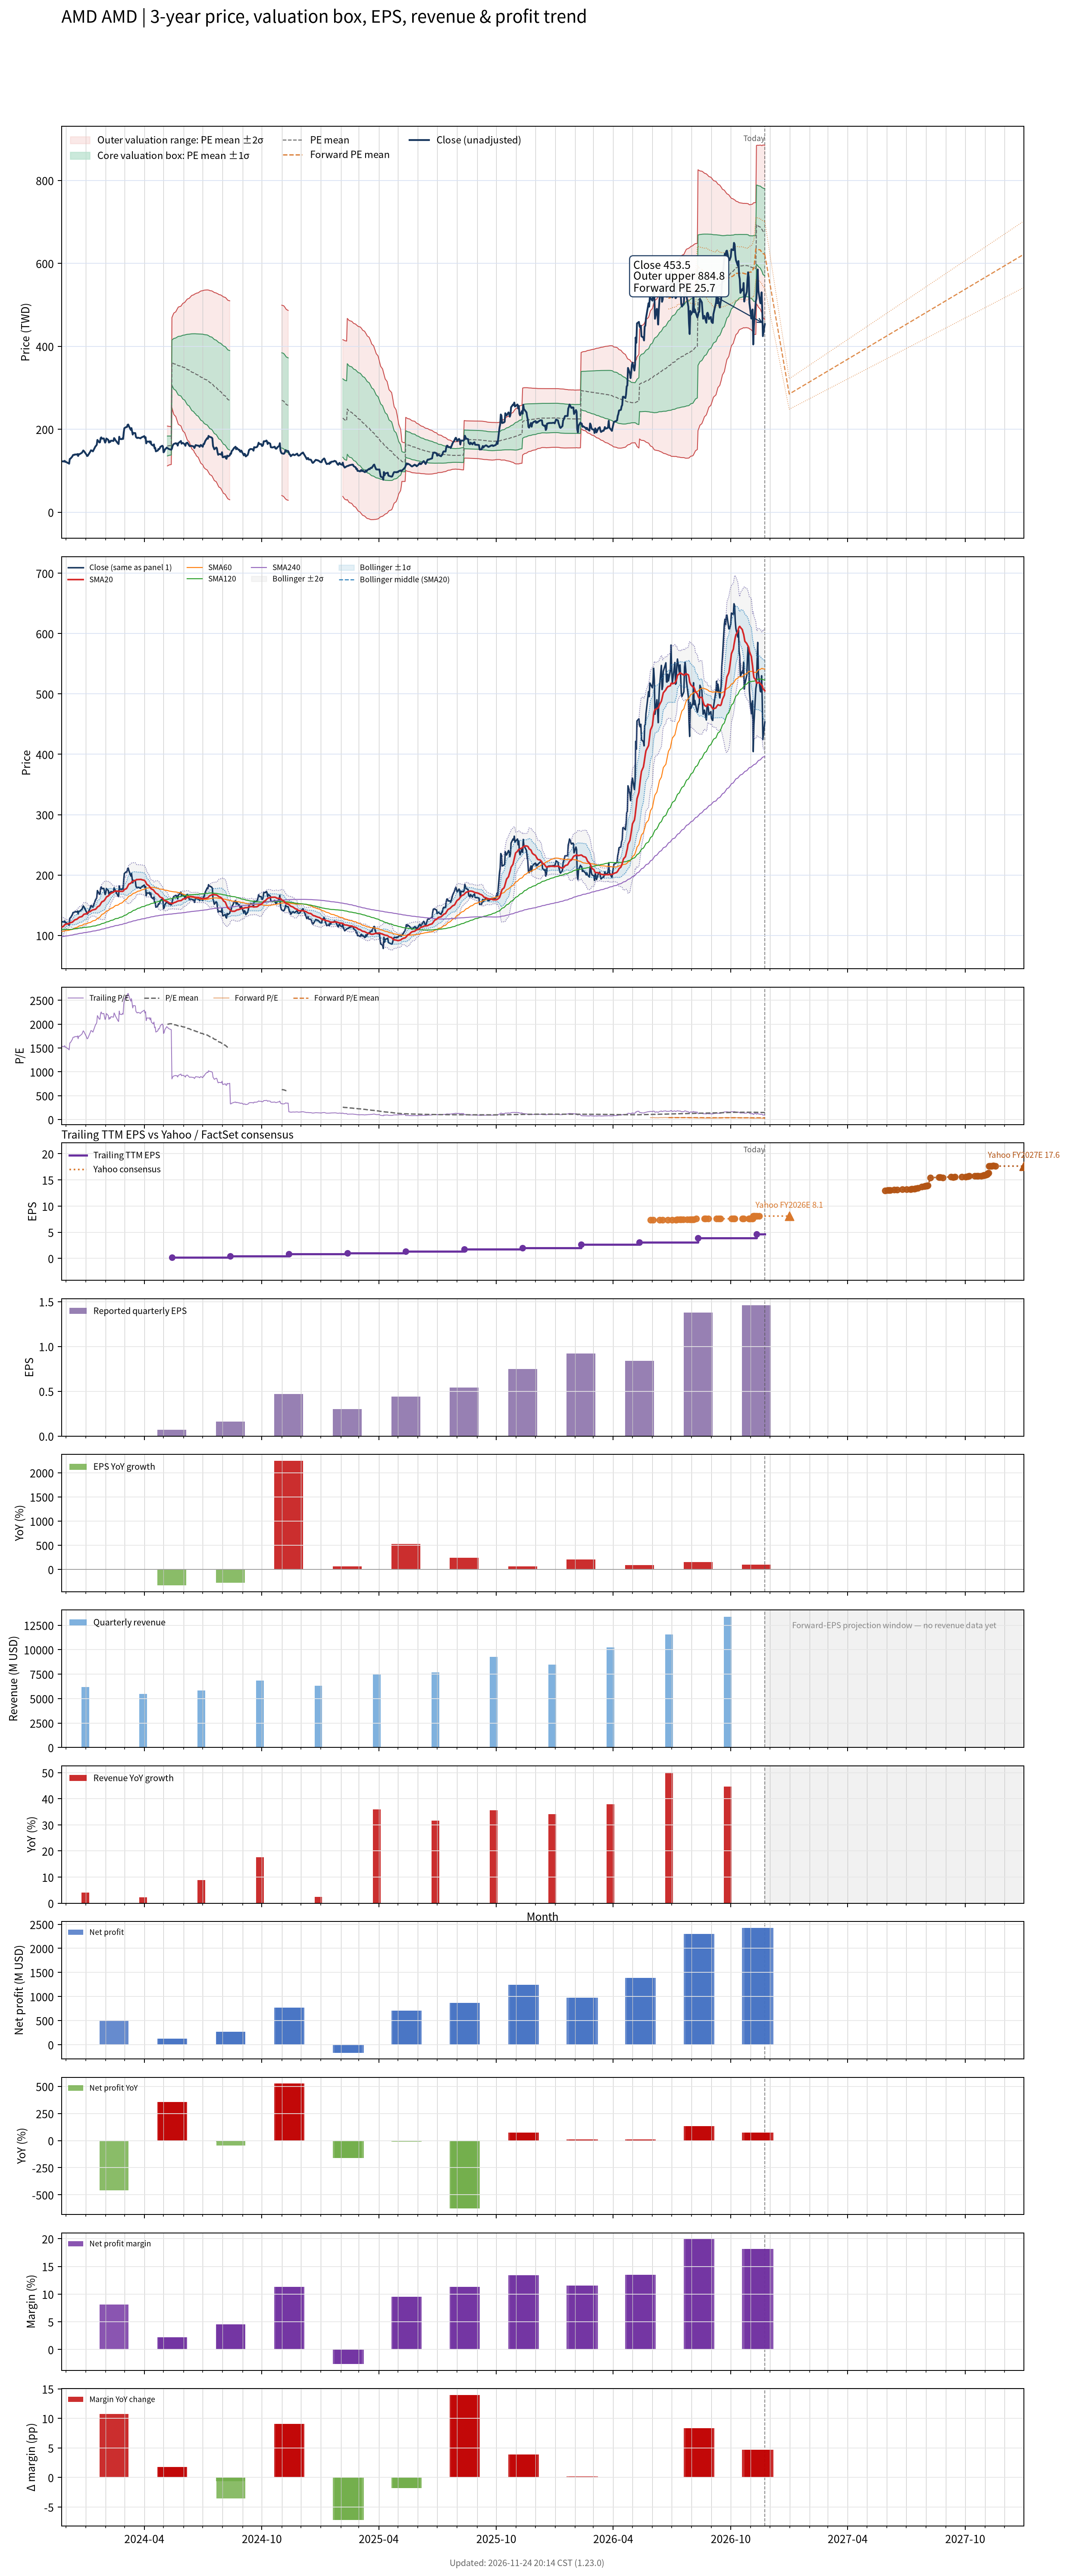 AMD AMD | 3-year price, valuation box, EPS, revenue & profit trend
Outer valuation range: PE mean ±2σ
Core valuation box: PE mean ±1σ
PE mean
Forward PE mean
Close (unadjusted)
Today
Close 453.5
Outer upper 884.8
Forward PE 25.7
Price (TWD)
800
600
400
200
0
Close (same as panel 1)
SMA20
SMA60
SMA120
SMA240
Bollinger ±2σ
Bollinger ±1σ
Bollinger middle (SMA20)
Price
700
600
500
400
300
200
100
Trailing P/E
P/E mean
Forward P/E
Forward P/E mean
P/E
2500
2000
1500
1000
500
0
Trailing TTM EPS vs Yahoo / FactSet consensus
Trailing TTM EPS
Yahoo consensus
Today
Yahoo FY2026E 8.1
Yahoo FY2027E 17.6
EPS
20
15
10
5
0
Reported quarterly EPS
EPS
1.5
1.0
0.5
0.0
EPS YoY growth
YoY (%)
2000
1500
1000
500
0
Quarterly revenue
Forward-EPS projection window — no revenue data yet
Revenue (M USD)
12500
10000
7500
5000
2500
0
Revenue YoY growth
YoY (%)
50
40
30
20
10
0
Month
Net profit
Net profit (M USD)
2500
2000
1500
1000
500
0
Net profit YoY
YoY (%)
500
250
0
-250
-500
Net profit margin
Margin (%)
20
15
10
5
0
Margin YoY change
Δ margin (pp)
15
10
5
0
-5
2024-04
2024-10
2025-04
2025-10
2026-04
2026-10
2027-04
2027-10
Updated: 2026-11-24 20:14 CST (1.23.0)